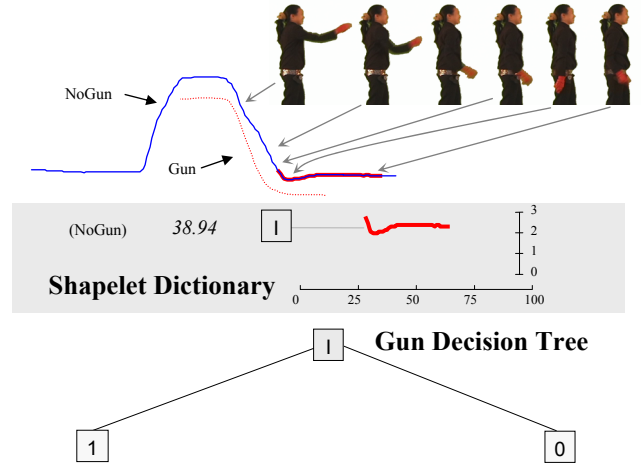 NoGun
Gun
(NoGun) 38.94 I
3
2
1
0
Shapelet Dictionary
0 25 50 75 100
I
Gun Decision Tree
1 0